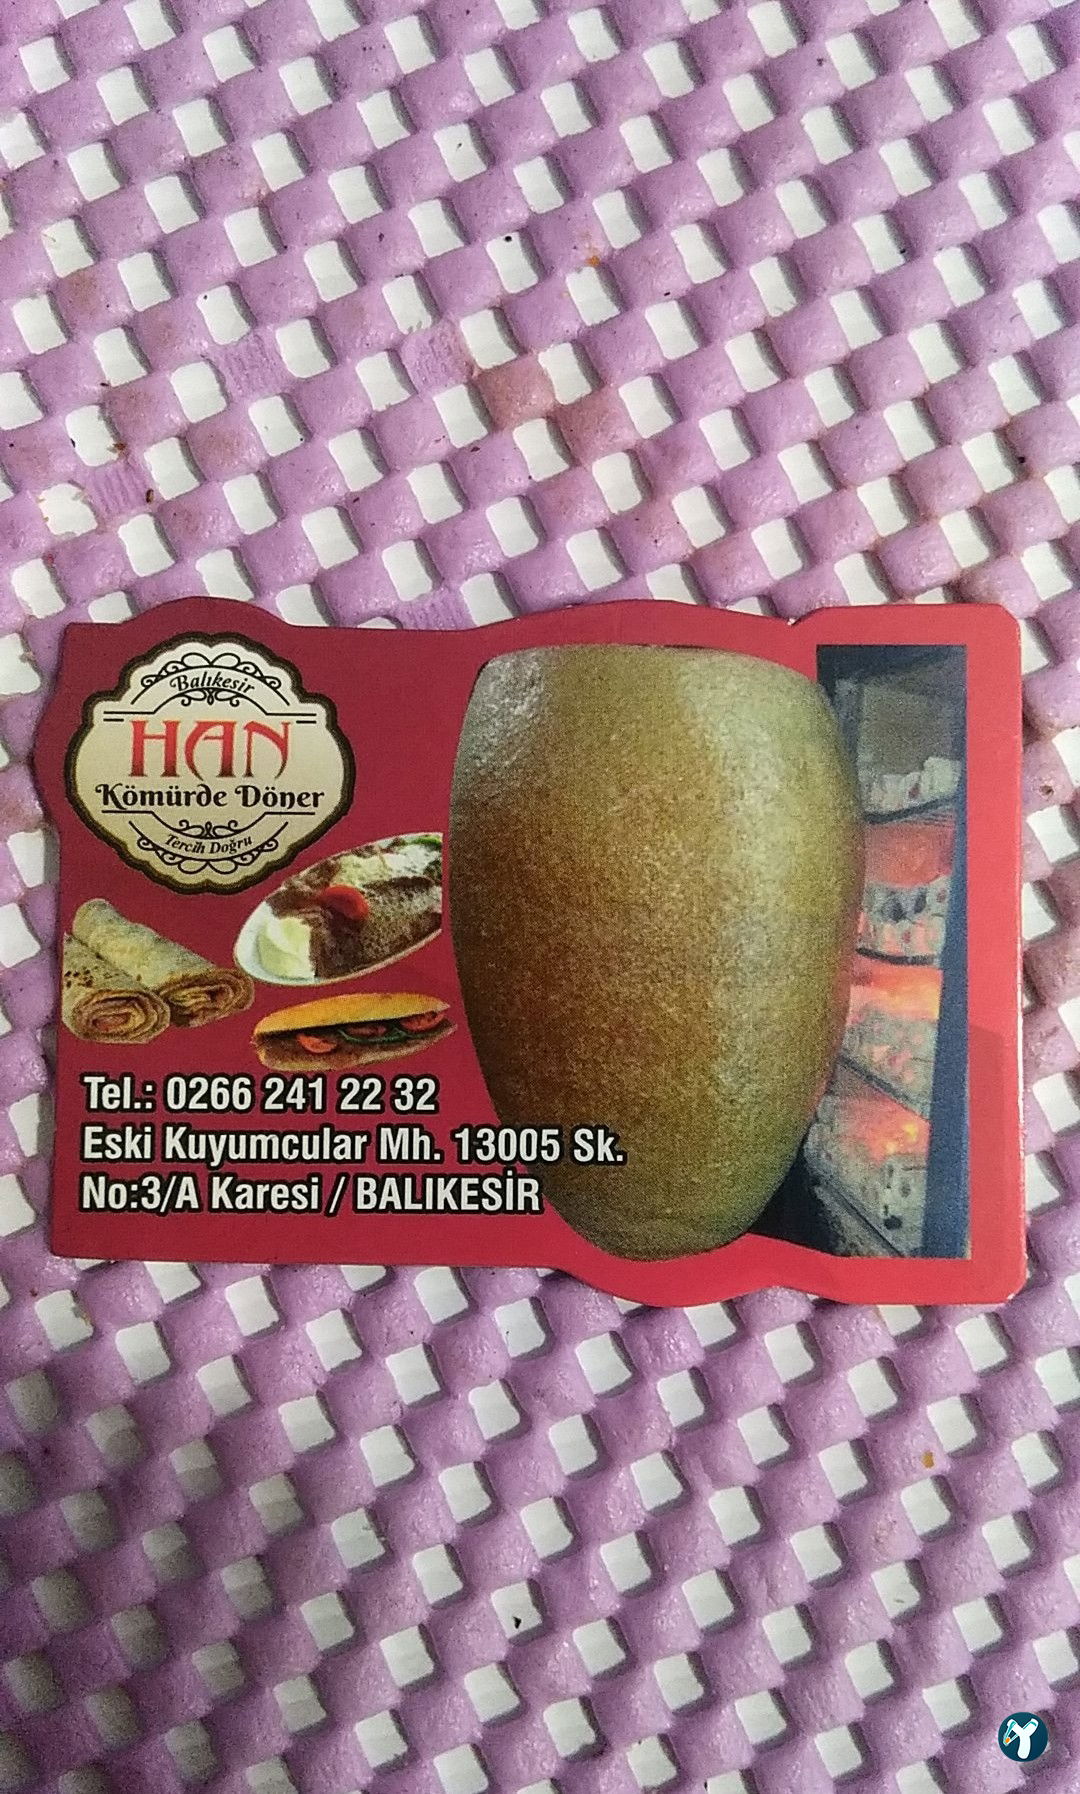 Balıkesir
HAN
Kömürde Döner
Tercih Doğru
Tel.: 0266 241 22 32
Eski Kuyumcular Mh. 13005 Sk.
No:3/A Karesi / BALIKESİR